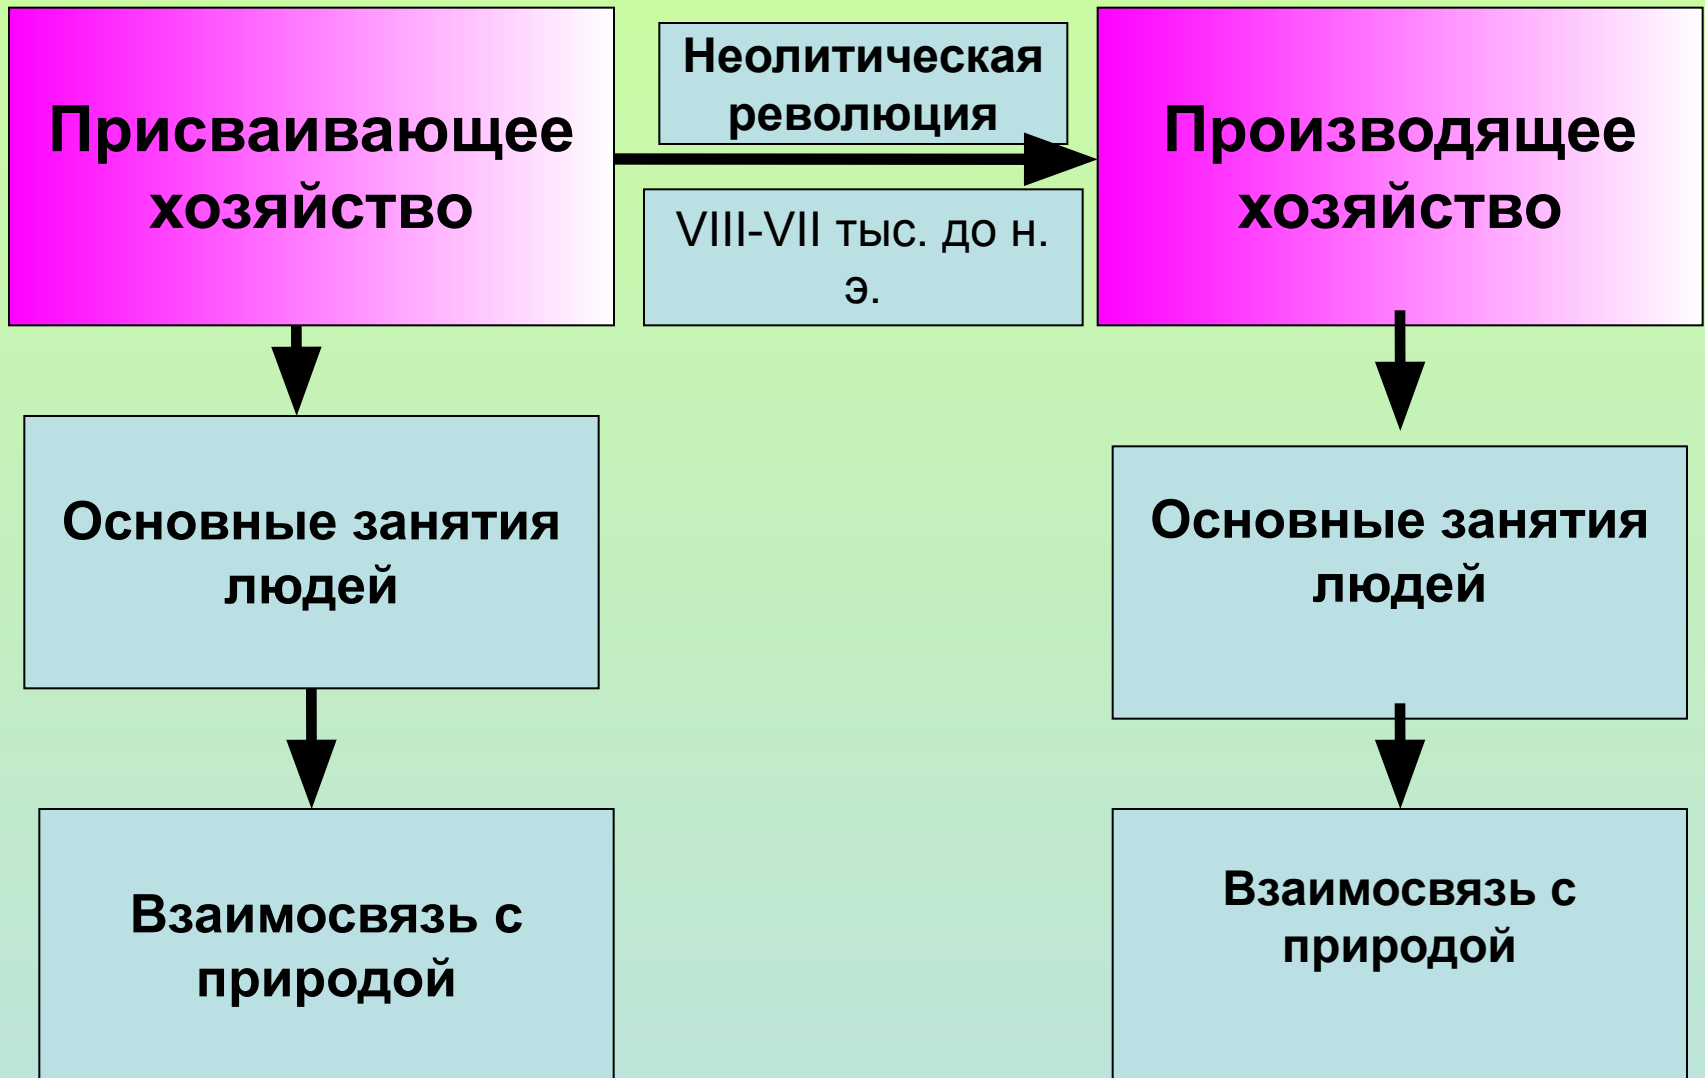 Присваивающее
хозяйство
Неолитическая
революция
VIII-VII тыс. до н.
э.
Производящее
хозяйство
Основные занятия
людей
Основные занятия
людей
Взаимосвязь с
природой
Взаимосвязь с
природой